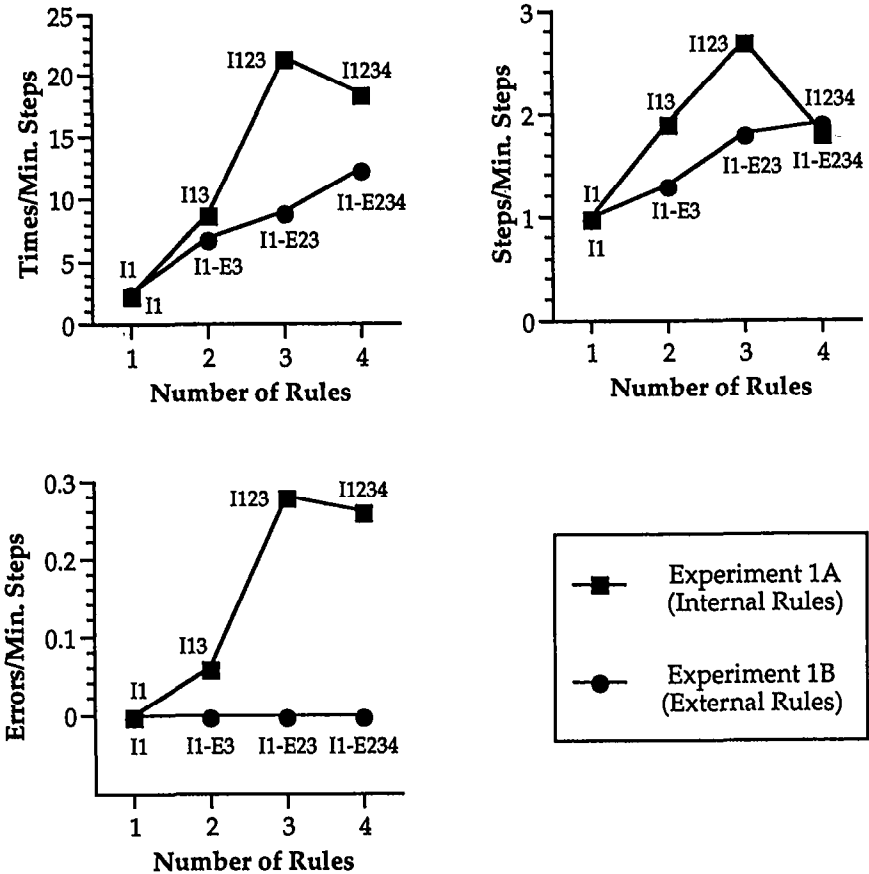 Times/Min. Steps
25
20
15
10
5
0
I1
I1
I13
I1-E3
I123
I1-E23
I1234
I1-E234
1 2 3 4
Number of Rules
Steps/Min. Steps
3
2
1
0
I1
I1
I13
I1-E3
I123
I1-E23
I1234
I1-E234
1 2 3 4
Number of Rules
Errors/Min. Steps
0.3
0.2
0.1
0
I1
I1
I13
I1-E3
I123
I1-E23
I1234
I1-E234
1 2 3 4
Number of Rules
Experiment 1A
(Internal Rules)
Experiment 1B
(External Rules)